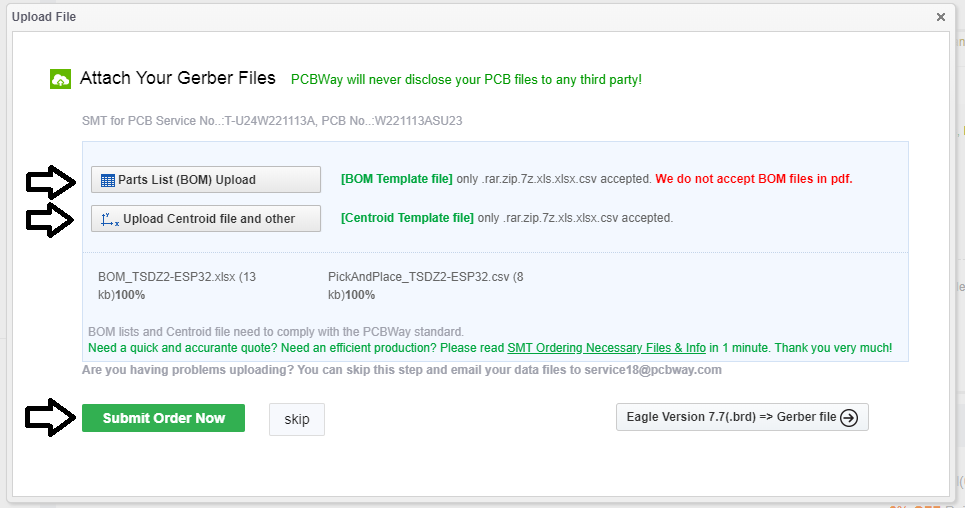 Upload File
Attach Your Gerber Files PCBWay will never disclose your PCB files to any third party!
SMT for PCB Service No..:T-U24W221113A, PCB No..:W221113ASU23
Parts List (BOM) Upload [BOM Template file] only .rar.zip.7z.xls.xlsx.csv accepted. We do not accept BOM files in pdf.
Upload Centroid file and other [Centroid Template file] only .rar.zip.7z.xls.xlsx.csv accepted.
BOM_TSDZ2-ESP32.xlsx (13 PickAndPlace_TSDZ2-ESP32.csv (8
kb)100% kb)100%
BOM lists and Centroid file need to comply with the PCBWay standard.
Need a quick and accurante quote? Need an efficient production? Please read SMT Ordering Necessary Files & Info in 1 minute. Thank you very much!
Are you having problems uploading? You can skip this step and email your data files to service18@pcbway.com
Submit Order Now skip Eagle Version 7.7(.brd) => Gerber file